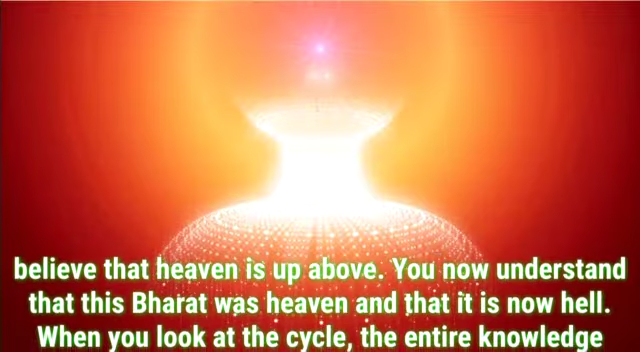 believe that heaven is up above. You now understand
that this Bharat was heaven and that it is now hell.
When you look at the cycle, the entire knowledge